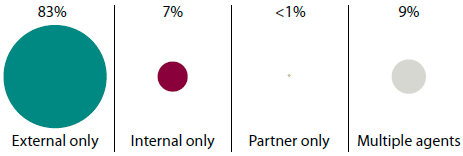 83% 7% <1% 9%
External only Internal only Partner only Multiple agents